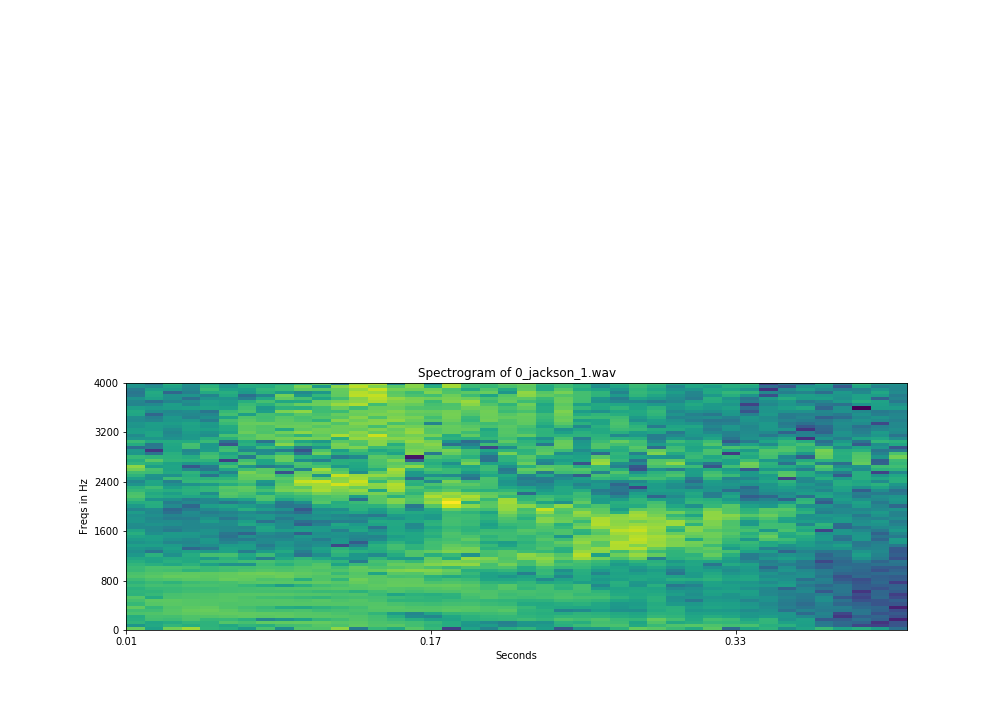 Spectrogram of 0_jackson_1.wav
4000
3200
2400
1600
800
0
Freqs in Hz
0.01 0.17 0.33
Seconds